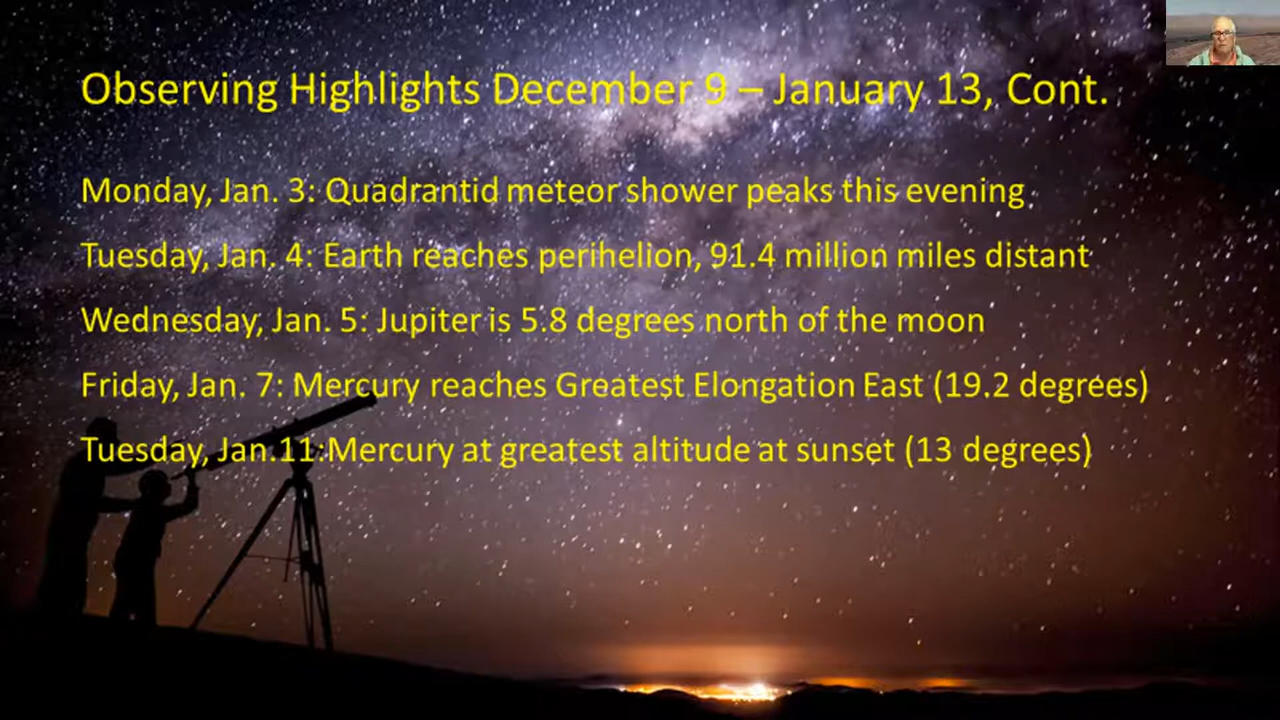 Observing Highlights December 9 – January 13, Cont.
Monday, Jan. 3: Quadrantid meteor shower peaks this evening
Tuesday, Jan. 4: Earth reaches perihelion, 91.4 million miles distant
Wednesday, Jan. 5: Jupiter is 5.8 degrees north of the moon
Friday, Jan. 7: Mercury reaches Greatest Elongation East (19.2 degrees)
Tuesday, Jan.11:Mercury at greatest altitude at sunset (13 degrees)